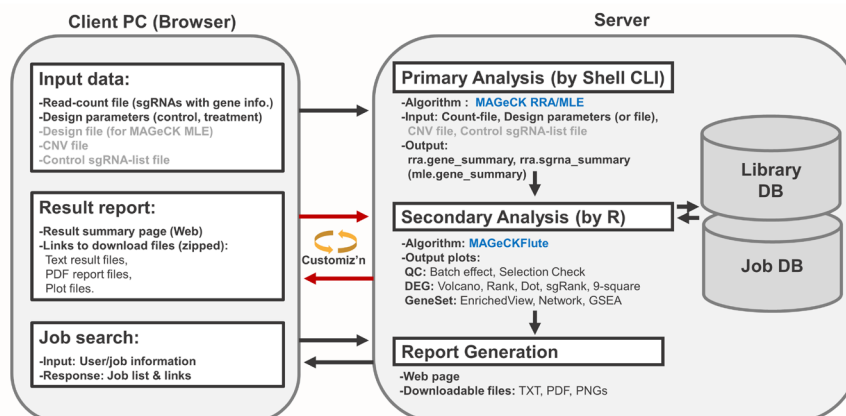 Client PC (Browser)
Input data:
-Read-count file (sgRNAs with gene info.)
-Design parameters (control, treatment)
-Design file (for MAGeCK MLE)
-CNV file
-Control sgRNA-list file
Result report:
-Result summary page (Web)
-Links to download files (zipped):
Text result files,
PDF report files,
Plot files.
Job search:
-Input: User/job information
-Response: Job list & links
Customiz'n
Server
Primary Analysis (by Shell CLI)
-Algorithm : MAGeCK RRA/MLE
-Input: Count-file, Design parameters (or file),
CNV file, Control sgRNA-list file
-Output:
rra.gene_summary, rra.sgrna_summary
(mle.gene_summary)
Secondary Analysis (by R)
-Algorithm: MAGeCKFlute
-Output plots:
QC: Batch effect, Selection Check
DEG: Volcano, Rank, Dot, sgRank, 9-square
GeneSet: EnrichedView, Network, GSEA
Report Generation
-Web page
-Downloadable files: TXT, PDF, PNGs
Library
DB
Job DB